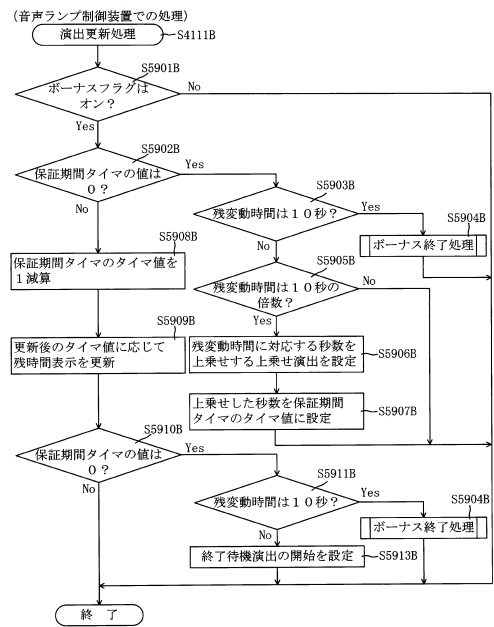 (音声ランプ制御装置での処理)
演出更新処理
S4111B
S5901B
ボーナスフラグは
オン?
No
Yes
S5902B
保証期間タイマの値は
0?
Yes
No
S5903B
残変動時間は10秒?
Yes
No
S5904B
ボーナス終了処理
S5905B
残変動時間は10秒の
倍数?
No
Yes
S5908B
保証期間タイマのタイマ値を
1減算
S5909B
更新後のタイマ値に応じて
残時間表示を更新
残変動時間に対応する秒数を
上乗せする上乗せ演出を設定
S5906B
上乗せした秒数を保証期間
タイマのタイマ値に設定
S5907B
S5910B
保証期間タイマの値は
0?
Yes
No
S5911B
残変動時間は10秒?
Yes
No
S5904B
ボーナス終了処理
終了待機演出の開始を設定
S5913B
終 了